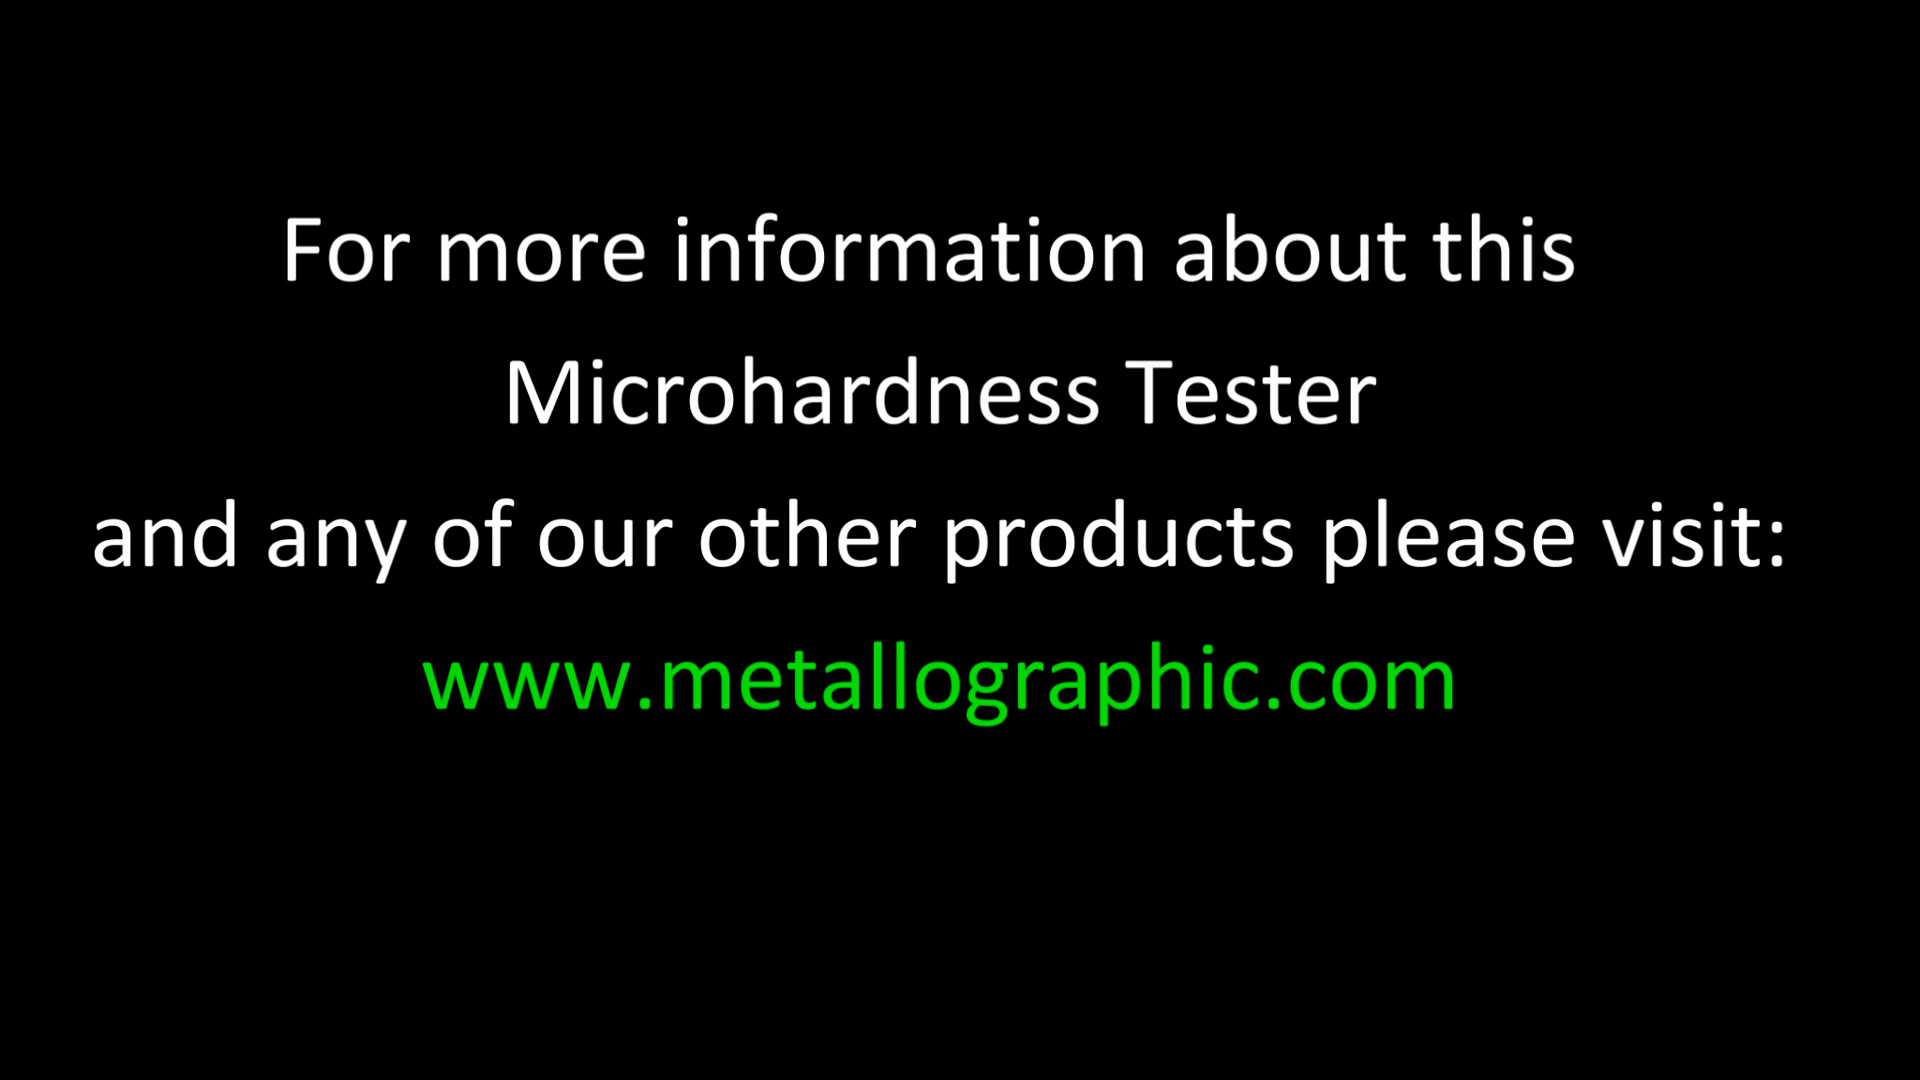 For more information about this
Microhardness Tester
and any of our other products please visit:
www.metallographic.com